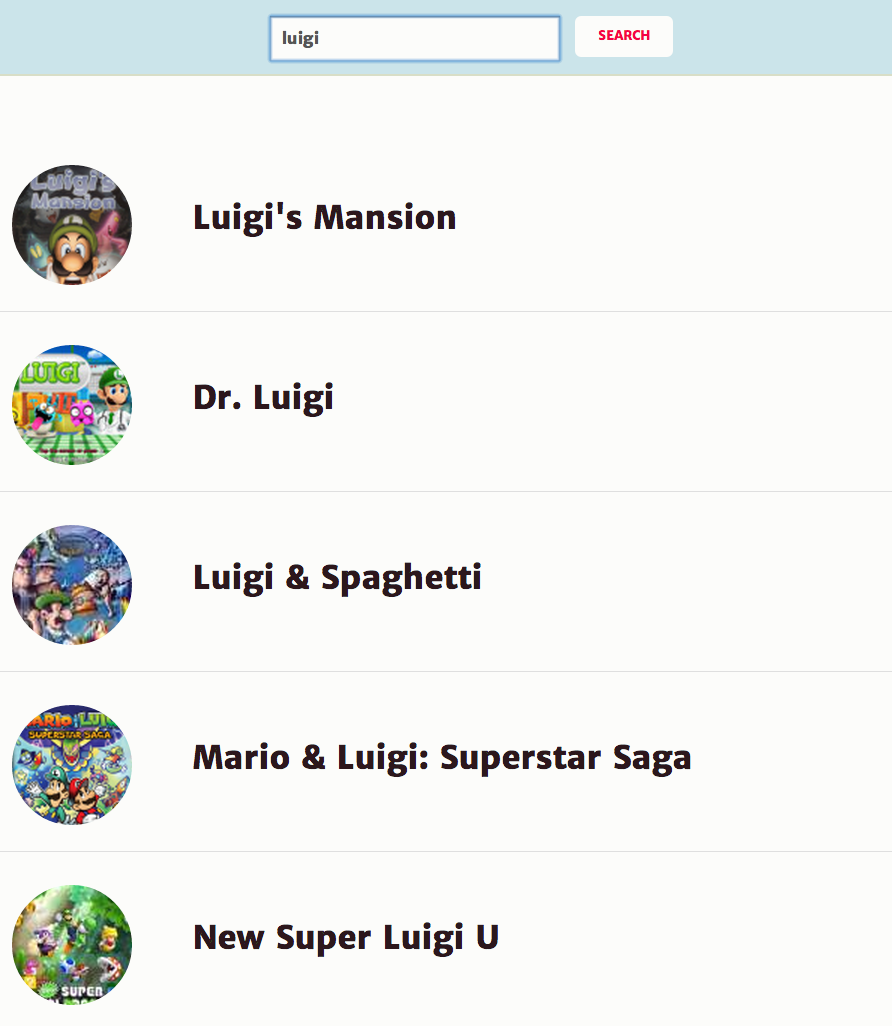 luigi
SEARCH
Luigi's
Mansion
Luigi's Mansion
LUIGI
Dr. Luigi
Luigi & Spaghetti
MARIO & LUIGI
SUPERSTAR SAGA
Mario & Luigi: Superstar Saga
New Super Luigi U
SUPER